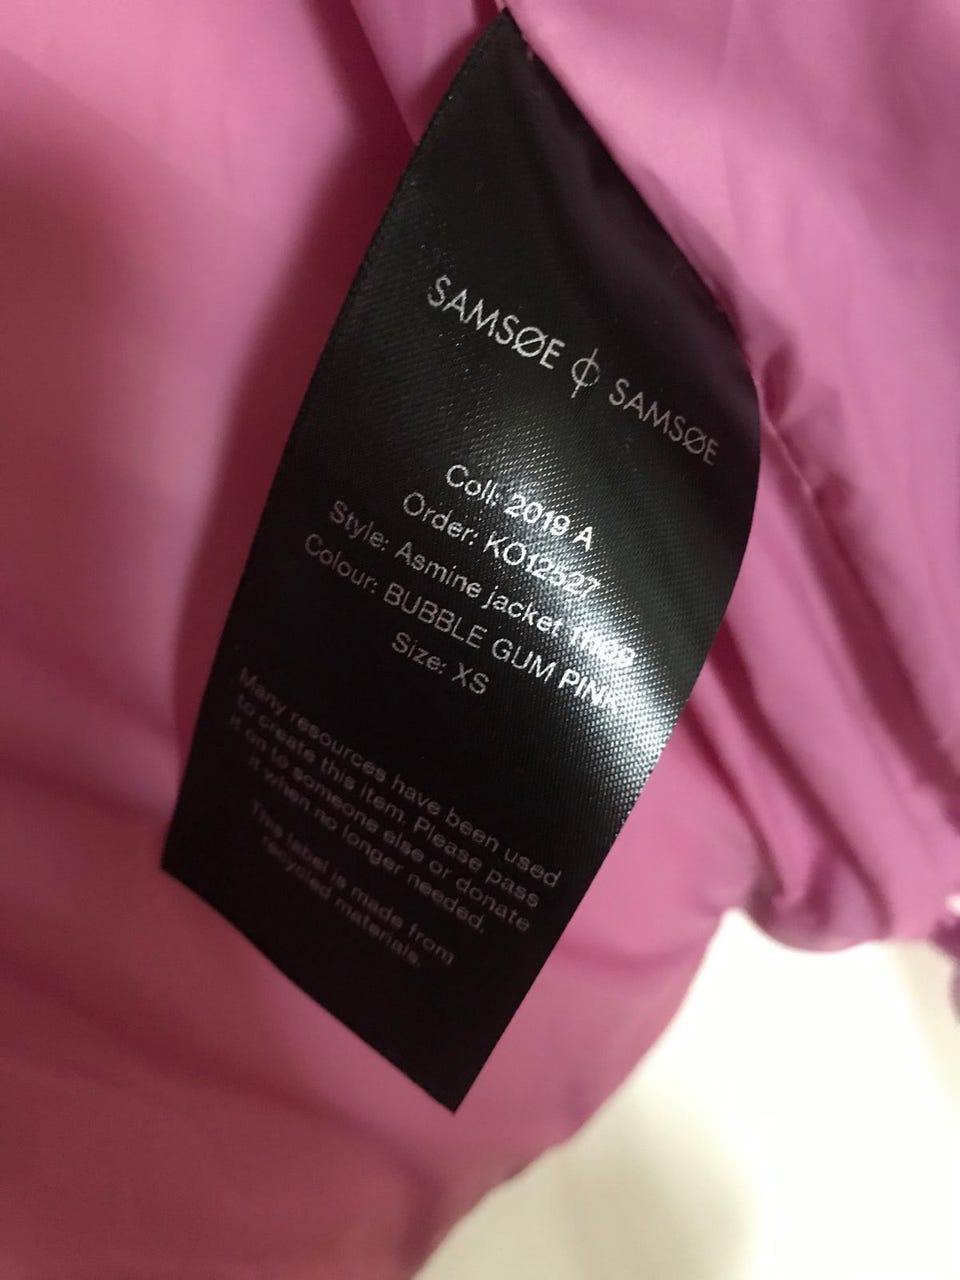 SAMSØE SAMSØE
Coll: 2019 A
Order: KO12527
Style: Asmine jacket
Colour: BUBBLE GUM PINK
Size: XS
Many resources have been used
to create this item. Please pass
it on to someone else or donate
it when no longer needed.
This label is made from
recycled materials.